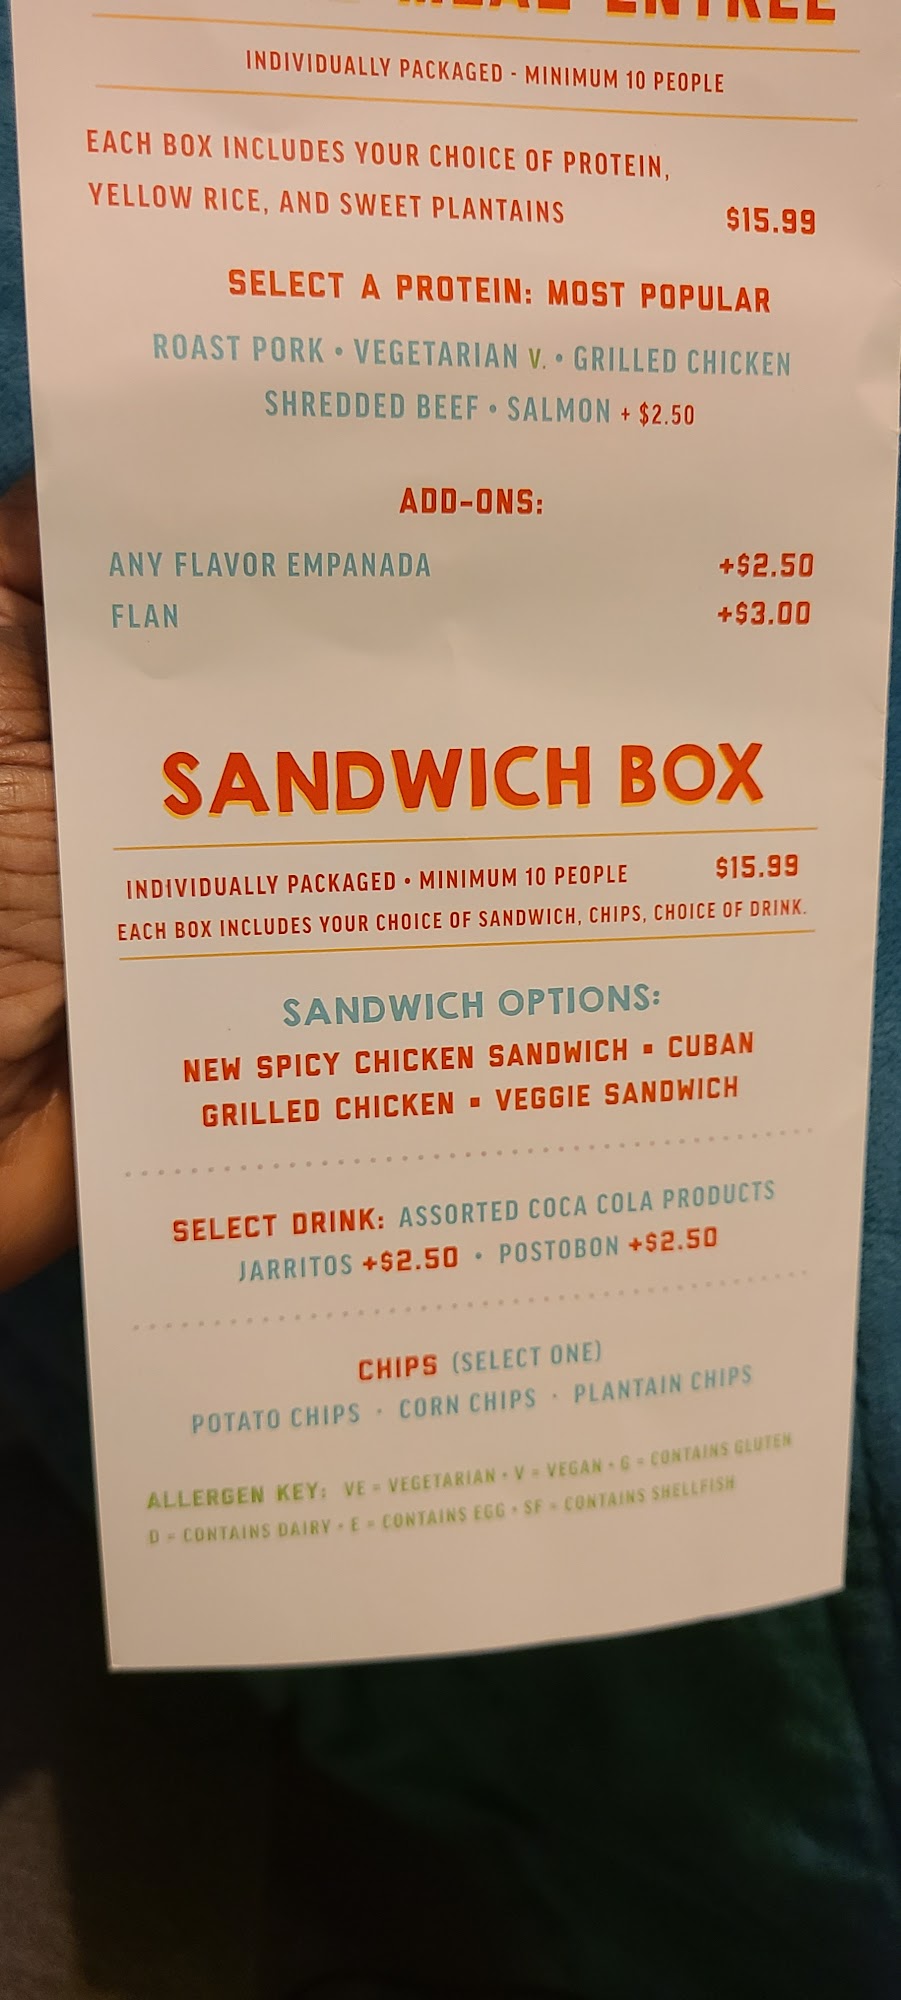 MEAL ENTREE
INDIVIDUALLY PACKAGED - MINIMUM 10 PEOPLE
EACH BOX INCLUDES YOUR CHOICE OF PROTEIN,
YELLOW RICE, AND SWEET PLANTAINS $15.99
SELECT A PROTEIN: MOST POPULAR
ROAST PORK • VEGETARIAN V. • GRILLED CHICKEN
SHREDDED BEEF • SALMON + $2.50
ADD-ONS:
ANY FLAVOR EMPANADA +$2.50
FLAN +$3.00
SANDWICH BOX
INDIVIDUALLY PACKAGED • MINIMUM 10 PEOPLE $15.99
EACH BOX INCLUDES YOUR CHOICE OF SANDWICH, CHIPS, CHOICE OF DRINK.
SANDWICH OPTIONS:
NEW SPICY CHICKEN SANDWICH ▪ CUBAN
GRILLED CHICKEN ▪ VEGGIE SANDWICH
SELECT DRINK: ASSORTED COCA COLA PRODUCTS
JARRITOS +$2.50 • POSTOBON +$2.50
CHIPS (SELECT ONE)
POTATO CHIPS • CORN CHIPS • PLANTAIN CHIPS
ALLERGEN KEY: VE = VEGETARIAN • V = VEGAN • G = CONTAINS GLUTEN
D = CONTAINS DAIRY • E = CONTAINS EGG • SF = CONTAINS SHELLFISH